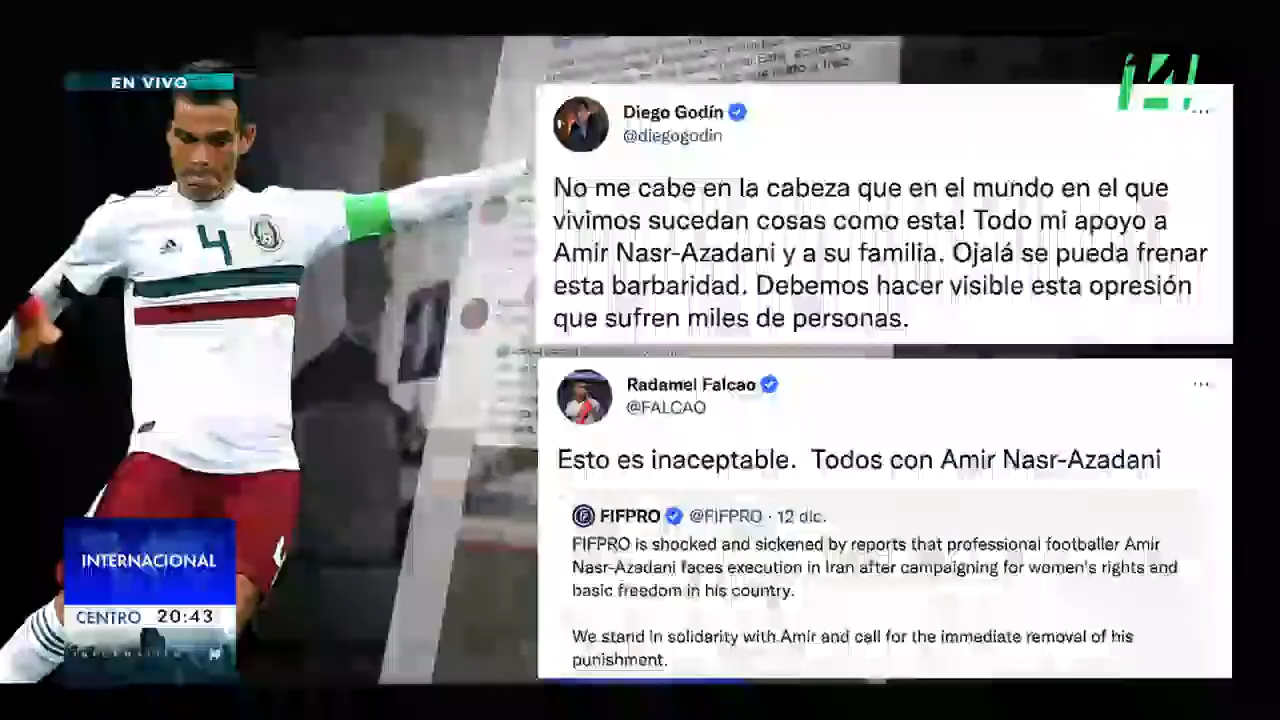 EN VIVO
14
Diego Godín
@diegogodin
No me cabe en la cabeza que en el mundo en el que
vivimos sucedan cosas como esta! Todo mi apoyo a
Amir Nasr-Azadani y a su familia. Ojalá se pueda frenar
esta barbaridad. Debemos hacer visible esta opresión
que sufren miles de personas.
4
Radamel Falcao
@FALCAO
Esto es inaceptable. Todos con Amir Nasr-Azadani
FIFPRO @FIFPRO · 12 dic.
FIFPRO is shocked and sickened by reports that professional footballer Amir
Nasr-Azadani faces execution in Iran after campaigning for women's rights and
basic freedom in his country.
We stand in solidarity with Amir and call for the immediate removal of his
punishment.
INTERNACIONAL
CENTRO 20:43